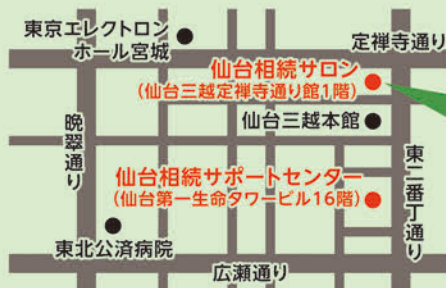 東京エレクトロン
ホール宮城
定禅寺通り
仙台相続サロン
(仙台三越定禅寺通り館1階)
仙台三越本館
晩翠通り
仙台相続サポートセンター
(仙台第一生命タワービル16階)
東二番丁通り
東北公済病院
広瀬通り